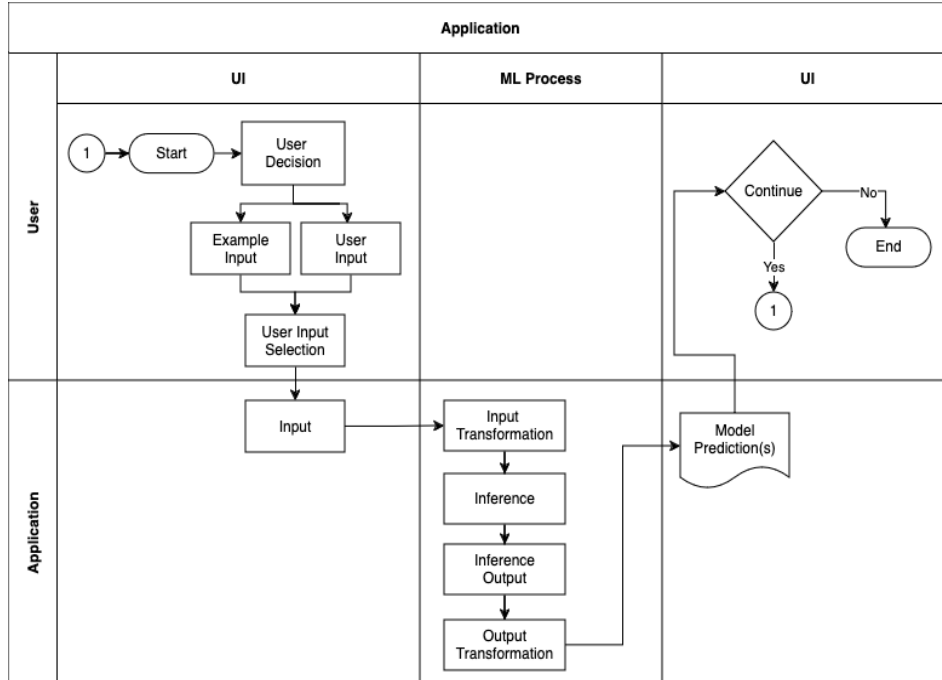 Application
UI
ML Process
UI
User
1
Start
User
Decision
Example
Input
User
Input
User Input
Selection
Continue
No
End
Yes
1
Application
Input
Input
Transformation
Inference
Inference
Output
Output
Transformation
Model
Prediction(s)